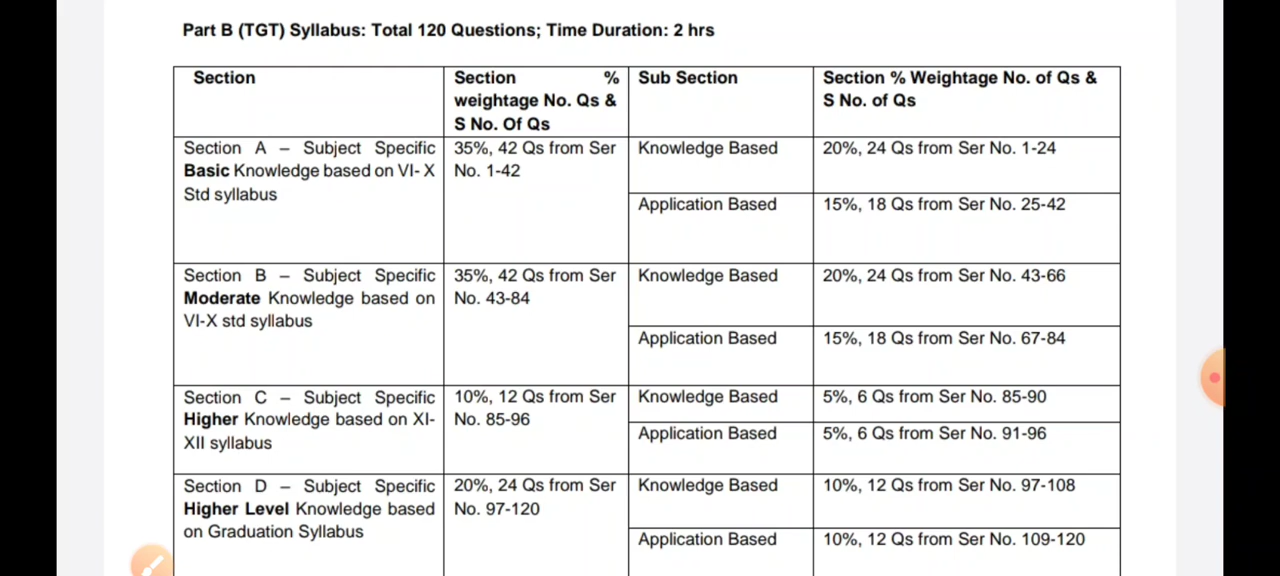 Part B (TGT) Syllabus: Total 120 Questions; Time Duration: 2 hrs
Section
Section %
weightage No. Qs &
S No. Of Qs
Sub Section
Section % Weightage No. of Qs &
S No. of Qs
Section A – Subject Specific
Basic Knowledge based on VI- X
Std syllabus
35%, 42 Qs from Ser
No. 1-42
Knowledge Based
20%, 24 Qs from Ser No. 1-24
Application Based
15%, 18 Qs from Ser No. 25-42
Section B – Subject Specific
Moderate Knowledge based on
VI-X std syllabus
35%, 42 Qs from Ser
No. 43-84
Knowledge Based
20%, 24 Qs from Ser No. 43-66
Application Based
15%, 18 Qs from Ser No. 67-84
Section C – Subject Specific
Higher Knowledge based on XI-
XII syllabus
10%, 12 Qs from Ser
No. 85-96
Knowledge Based
5%, 6 Qs from Ser No. 85-90
Application Based
5%, 6 Qs from Ser No. 91-96
Section D – Subject Specific
Higher Level Knowledge based
on Graduation Syllabus
20%, 24 Qs from Ser
No. 97-120
Knowledge Based
10%, 12 Qs from Ser No. 97-108
Application Based
10%, 12 Qs from Ser No. 109-120